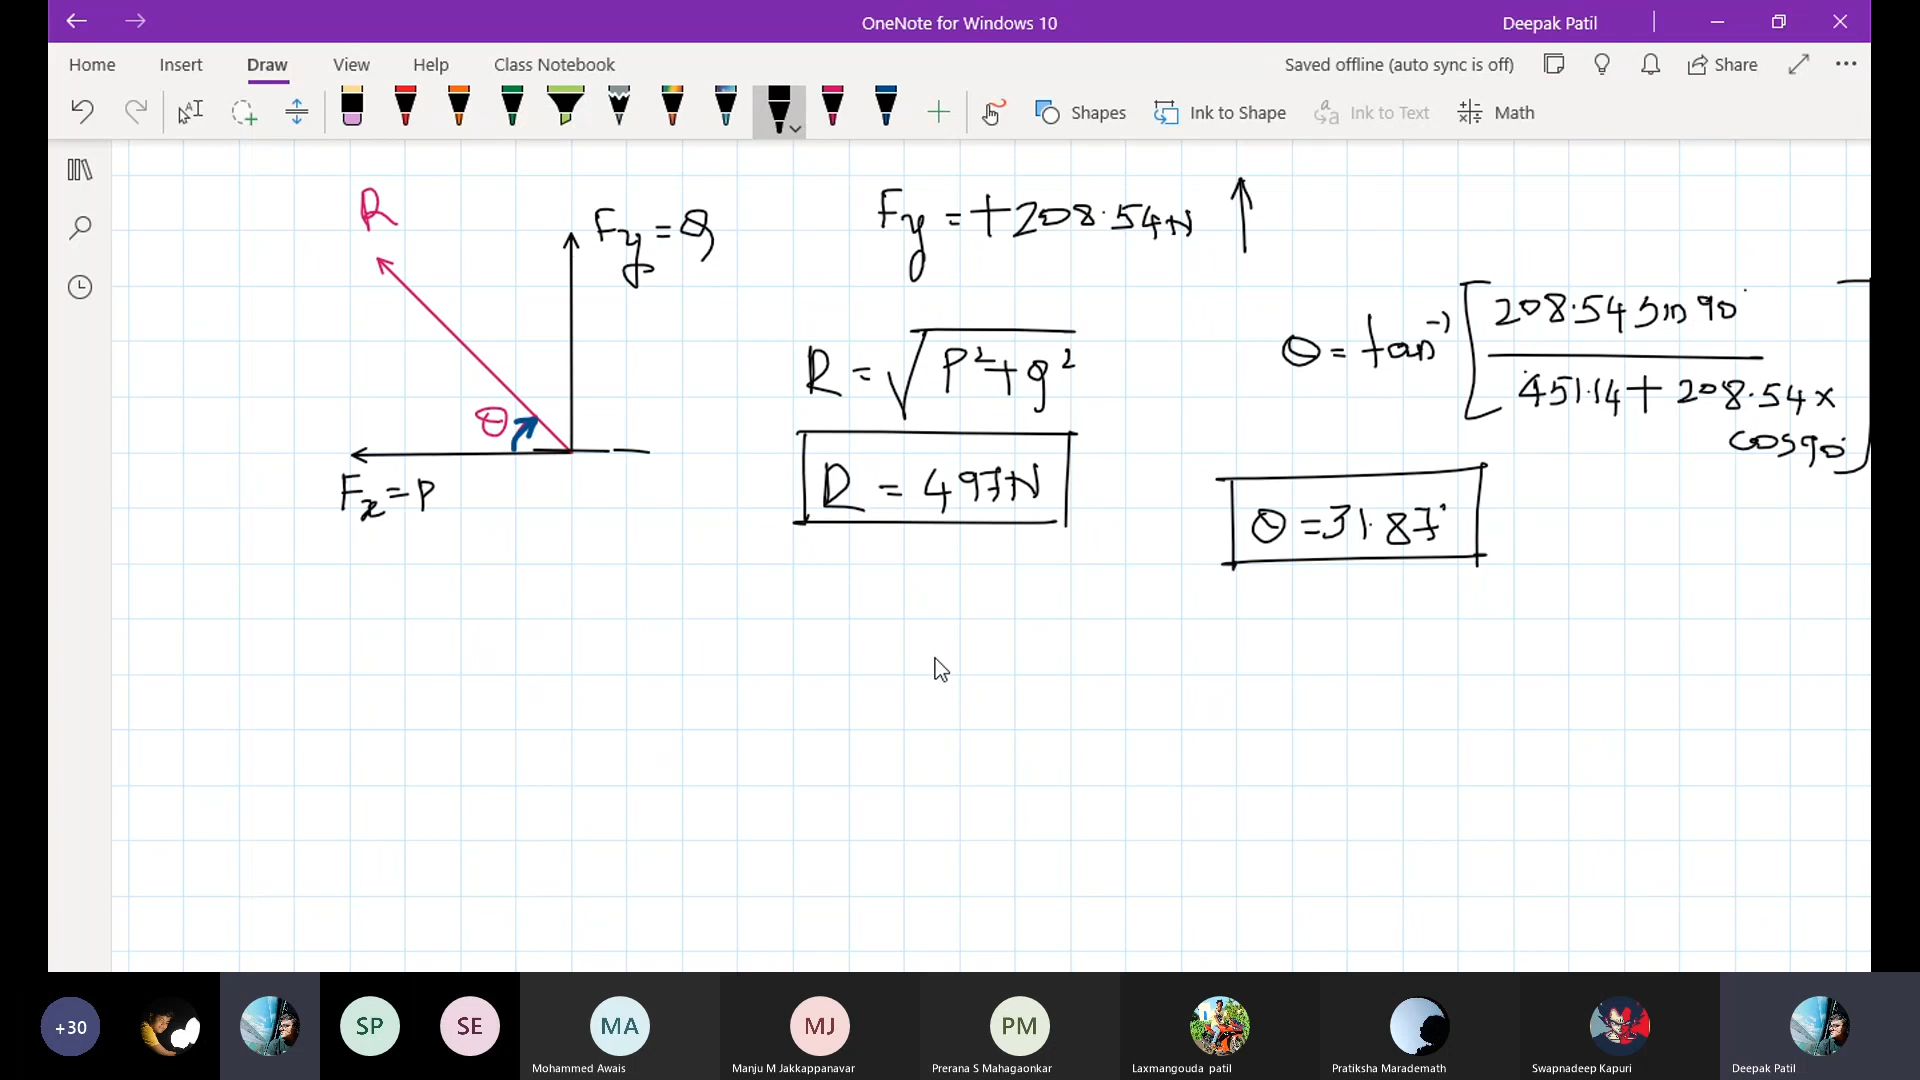 OneNote for Windows 10
Deepak Patil
Home Insert Draw View Help Class Notebook
Saved offline (auto sync is off)
Share
Shapes
Ink to Shape
Ink to Text
Math
R
Fy = Q
θ
Fx = P
Fy = +208.54N
R = √P²+Q²
R = 497N
θ = tan⁻¹ [208.54 Sin 90°
451.14 + 208.54 x
cos90°]
θ = 31.87°
+30
SP
SE
MA
MJ
PM
Mohammed Awais
Manju M Jakkappanavar
Prerana S Mahagaonkar
Laxmangouda patil
Pratiksha Marademath
Swapnadeep Kapuri
Deepak Patil